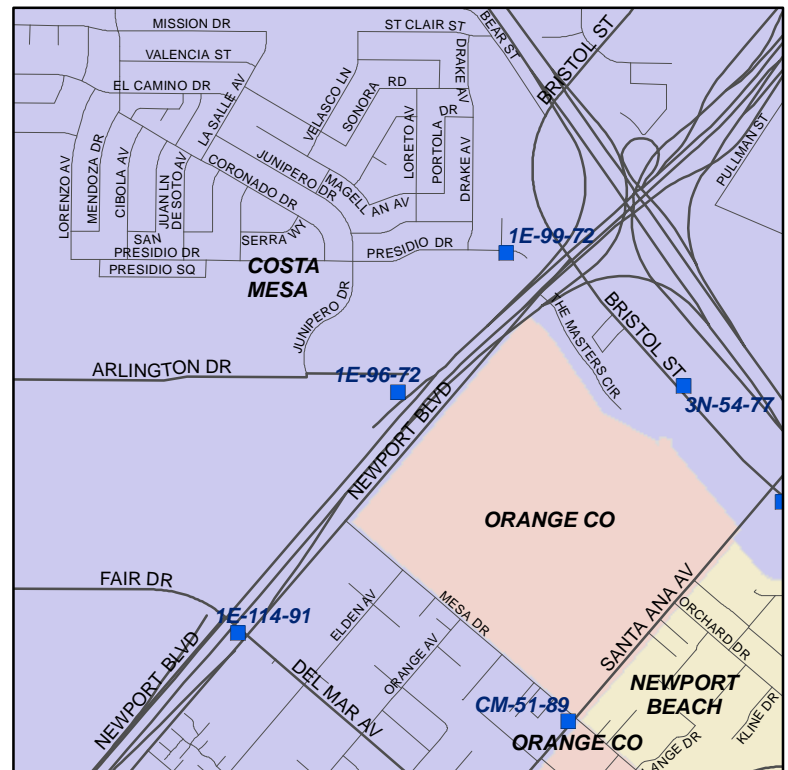 MISSION DR
ST CLAIR ST
BEAR ST
BRISTOL ST
VALENCIA ST
DRAKE AV
EL CAMINO DR
LA SALLE AV
VELASCO LN
SONORA
RD
DR
PULLMAN ST
LORENZO AV
MENDOZA DR
CIBOLA AV
JUAN LN
DE SOTO AV
CORONADO DR
JUNIPERO DR
MAGELL
AN AV
LORETO AV
PORTOLA
DRAKE AV
SAN
SERRA
WY
PRESIDIO DR
PRESIDIO DR
1E-99-72
PRESIDIO SQ
COSTA
MESA
JUNIPERO DR
THE MASTERS CIR
BRISTOL ST
ARLINGTON DR
1E-96-72
3N-54-77
NEWPORT BLVD
ORANGE CO
FAIR DR
1E-114-91
ELDEN AV
MESA DR
SANTA ANA AV
ORCHARD DR
NEWPORT BLVD
DEL MAR AV
ORANGE AV
NEWPORT
BEACH
CM-51-89
KLINE DR
ORANGE CO
LANGE DR